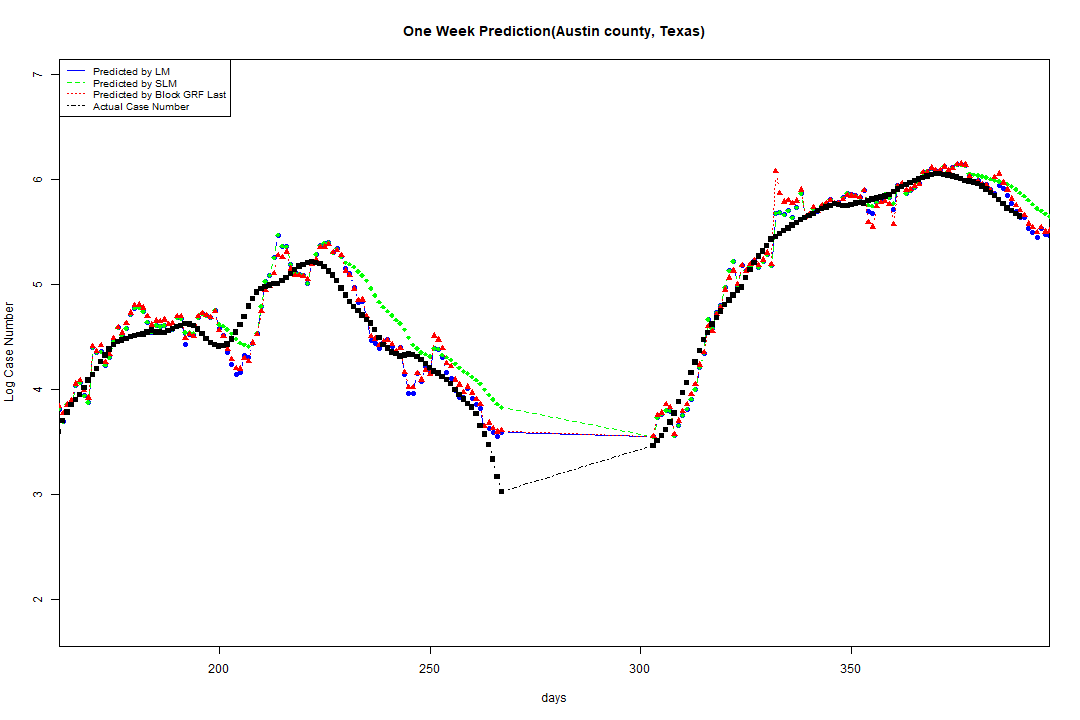 One Week Prediction(Austin county, Texas)
Predicted by LM
Predicted by SLM
Predicted by Block GRF Last
Actual Case Number
7
6
5
4
3
2
Log Case Number
200 250 300 350
days